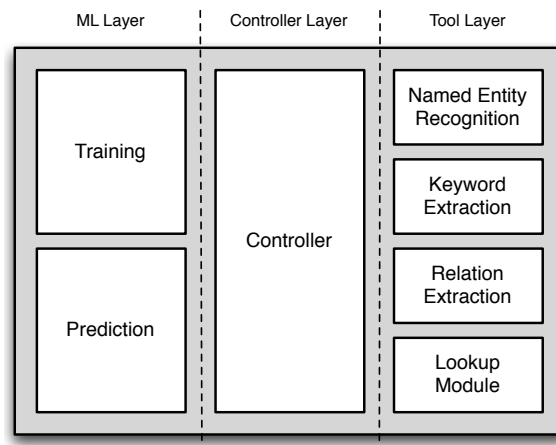 ML Layer
Controller Layer
Tool Layer
Training
Prediction
Controller
Named Entity
Recognition
Keyword
Extraction
Relation
Extraction
Lookup
Module